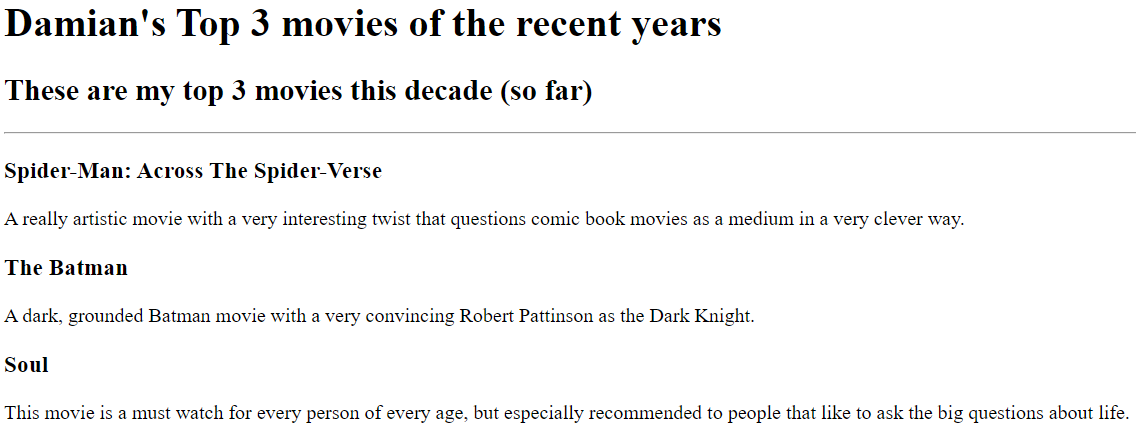 Damian's Top 3 movies of the recent years
These are my top 3 movies this decade (so far)
Spider-Man: Across The Spider-Verse
A really artistic movie with a very interesting twist that questions comic book movies as a medium in a very clever way.
The Batman
A dark, grounded Batman movie with a very convincing Robert Pattinson as the Dark Knight.
Soul
This movie is a must watch for every person of every age, but especially recommended to people that like to ask the big questions about life.